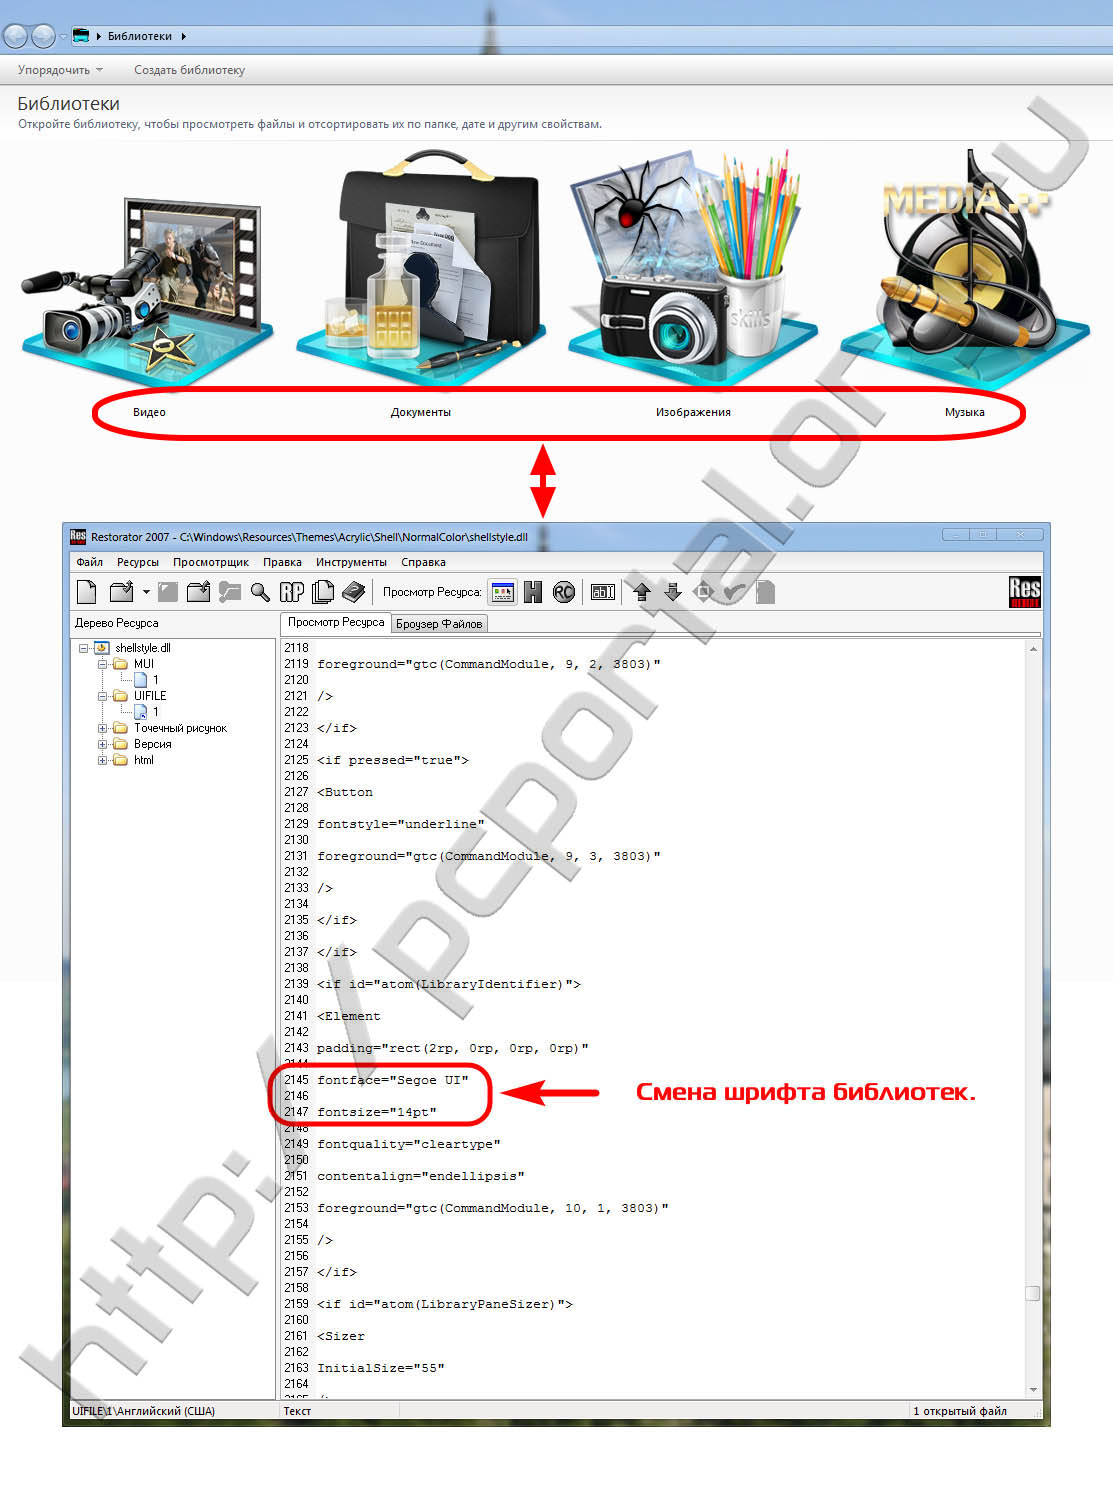 Библиотеки
Упорядочить Создать библиотеку
Библиотеки
Откройте библиотеку, чтобы просмотреть файлы и отсортировать их по папке, дате и другим свойствам.
MEDIA
skills
Видео Документы Изображения Музыка
Res Restorator 2007 - C:\Windows\Resources\Themes\Acrylic\Shell\NormalColor\shellstyle.dll
Файл Ресурсы Просмотрщик Правка Инструменты Справка
RP Просмотр Ресурса: H RC abI Res
Дерево Ресурса
Просмотр Ресурса Броузер Файлов
shellstyle.dll
MUI
1
UIFILE
1
Точечный рисунок
Версия
html
2118
2119 foreground="gtc(CommandModule, 9, 2, 3803)"
2120
2121 />
2122
2123 </if>
2124
2125 <if pressed="true">
2126
2127 <Button
2128
2129 fontstyle="underline"
2130
2131 foreground="gtc(CommandModule, 9, 3, 3803)"
2132
2133 />
2134
2135 </if>
2136
2137 </if>
2138
2139 <if id="atom(LibraryIdentifier)">
2140
2141 <Element
2142
2143 padding="rect(2rp, 0rp, 0rp, 0rp)"
2144
2145 fontface="Segoe UI"
2146
2147 fontsize="14pt"
2148
2149 fontquality="cleartype"
2150
2151 contentalign="endellipsis"
2152
2153 foreground="gtc(CommandModule, 10, 1, 3803)"
2154
2155 />
2156
2157 </if>
2158
2159 <if id="atom(LibraryPaneSizer)">
2160
2161 <Sizer
2162
2163 InitialSize="55"
2164
2165 />
Смена шрифта библиотек.
UIFILE\1\Английский (США) Текст 1 открытый файл
http://pcportal.org.ru